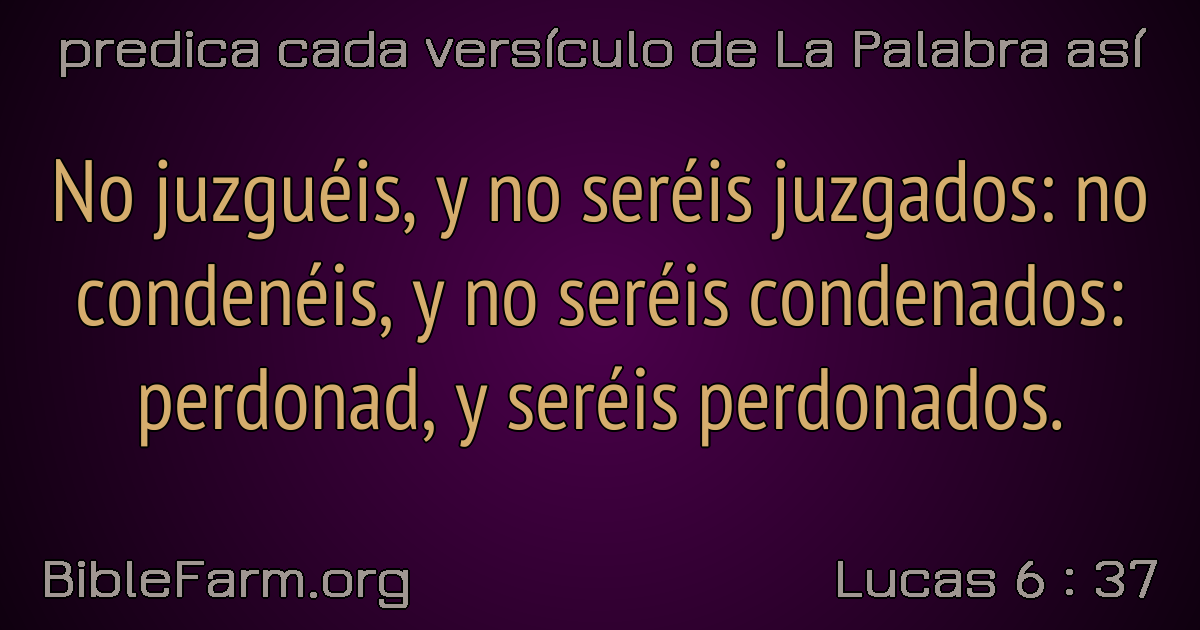 predica cada versículo de La Palabra así
No juzguéis, y no seréis juzgados: no
condenéis, y no seréis condenados:
perdonad, y seréis perdonados.
BibleFarm.org
Lucas 6 : 37